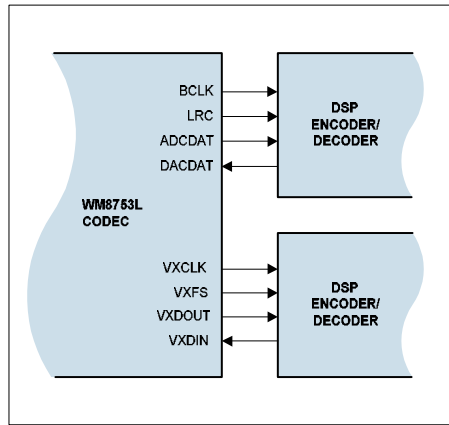 BCLK
LRC
ADCDAT
DACDAT
DSP
ENCODER/
DECODER
WM8753L
CODEC
VXCLK
VXFS
VXDOUT
VXDIN
DSP
ENCODER/
DECODER